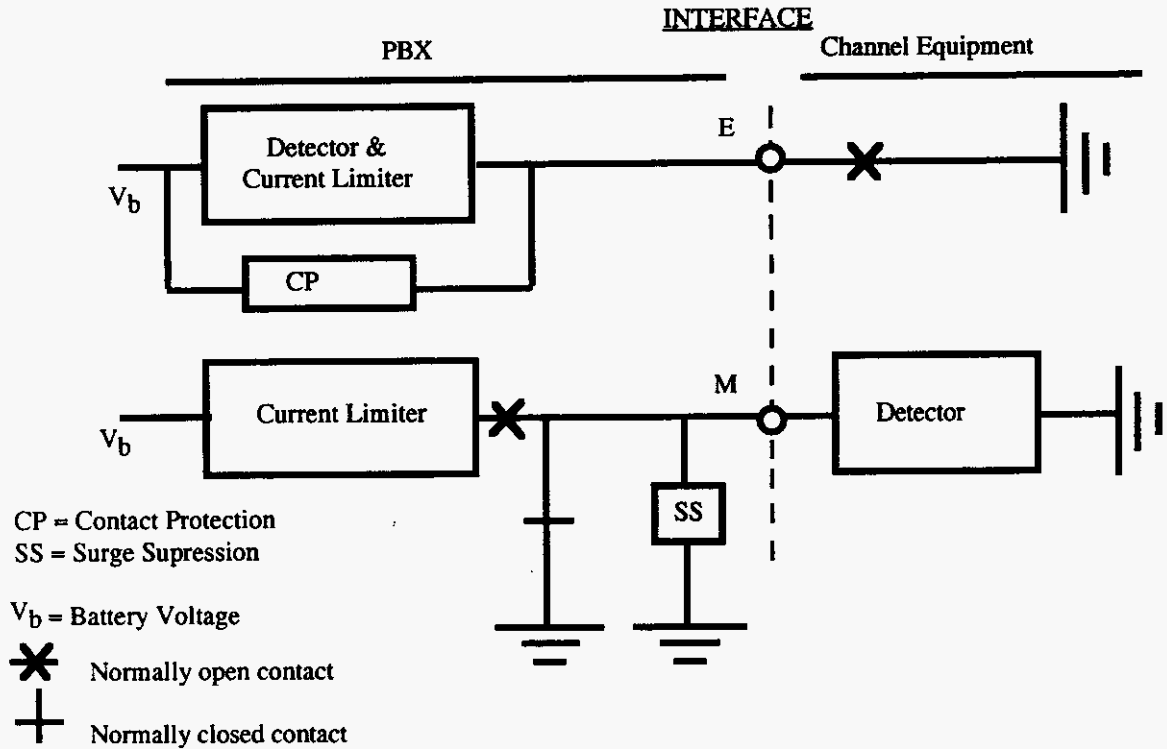 INTERFACE
PBX
Channel Equipment
Detector &
Current Limiter
E
Vb
CP
Current Limiter
M
Detector
Vb
SS
CP = Contact Protection
SS = Surge Supression
Vb = Battery Voltage
Normally open contact
Normally closed contact